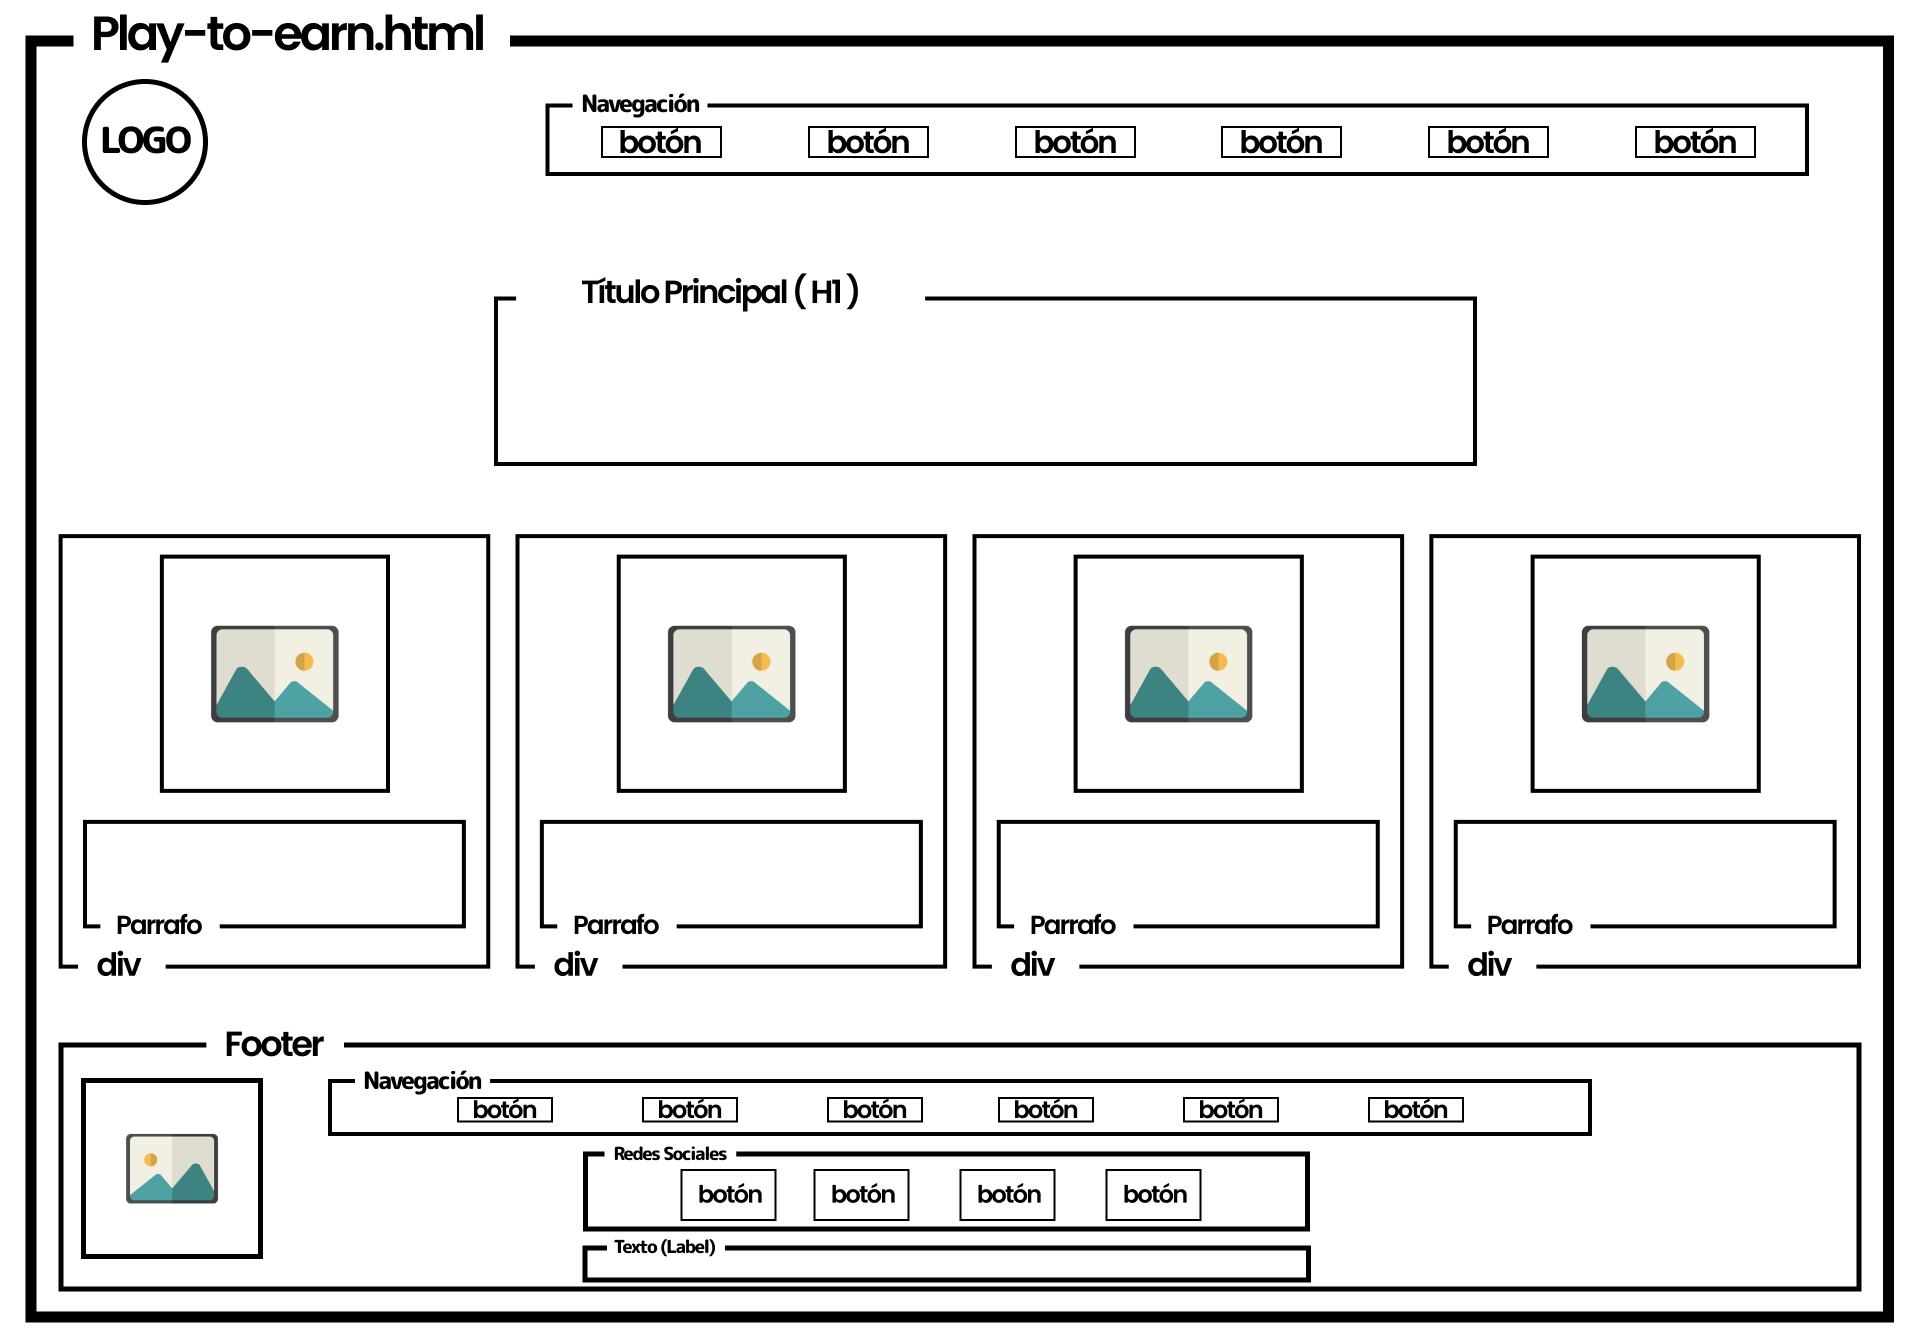 Play-to-earn.html
LOGO
Navegación
botón botón botón botón botón botón
Título Principal ( H1 )
Parrafo Parrafo Parrafo Parrafo
div div div div
Footer
Navegación
botón botón botón botón botón botón
Redes Sociales
botón botón botón botón
Texto (Label)